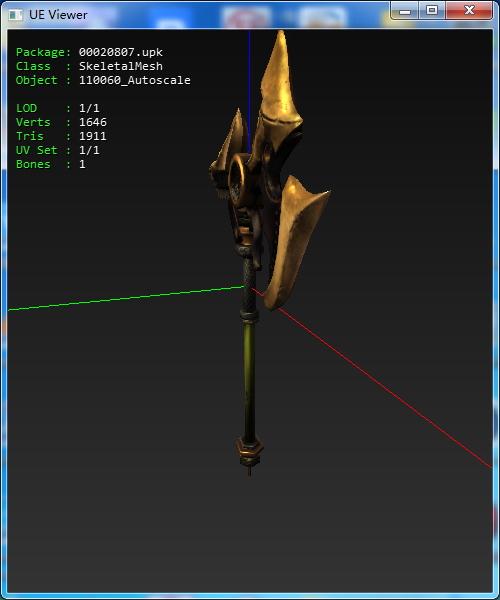 UE Viewer
Package: 00020807.upk
Class : SkeletalMesh
Object : 110060_Autoscale
LOD : 1/1
Verts : 1646
Tris : 1911
UV Set : 1/1
Bones : 1